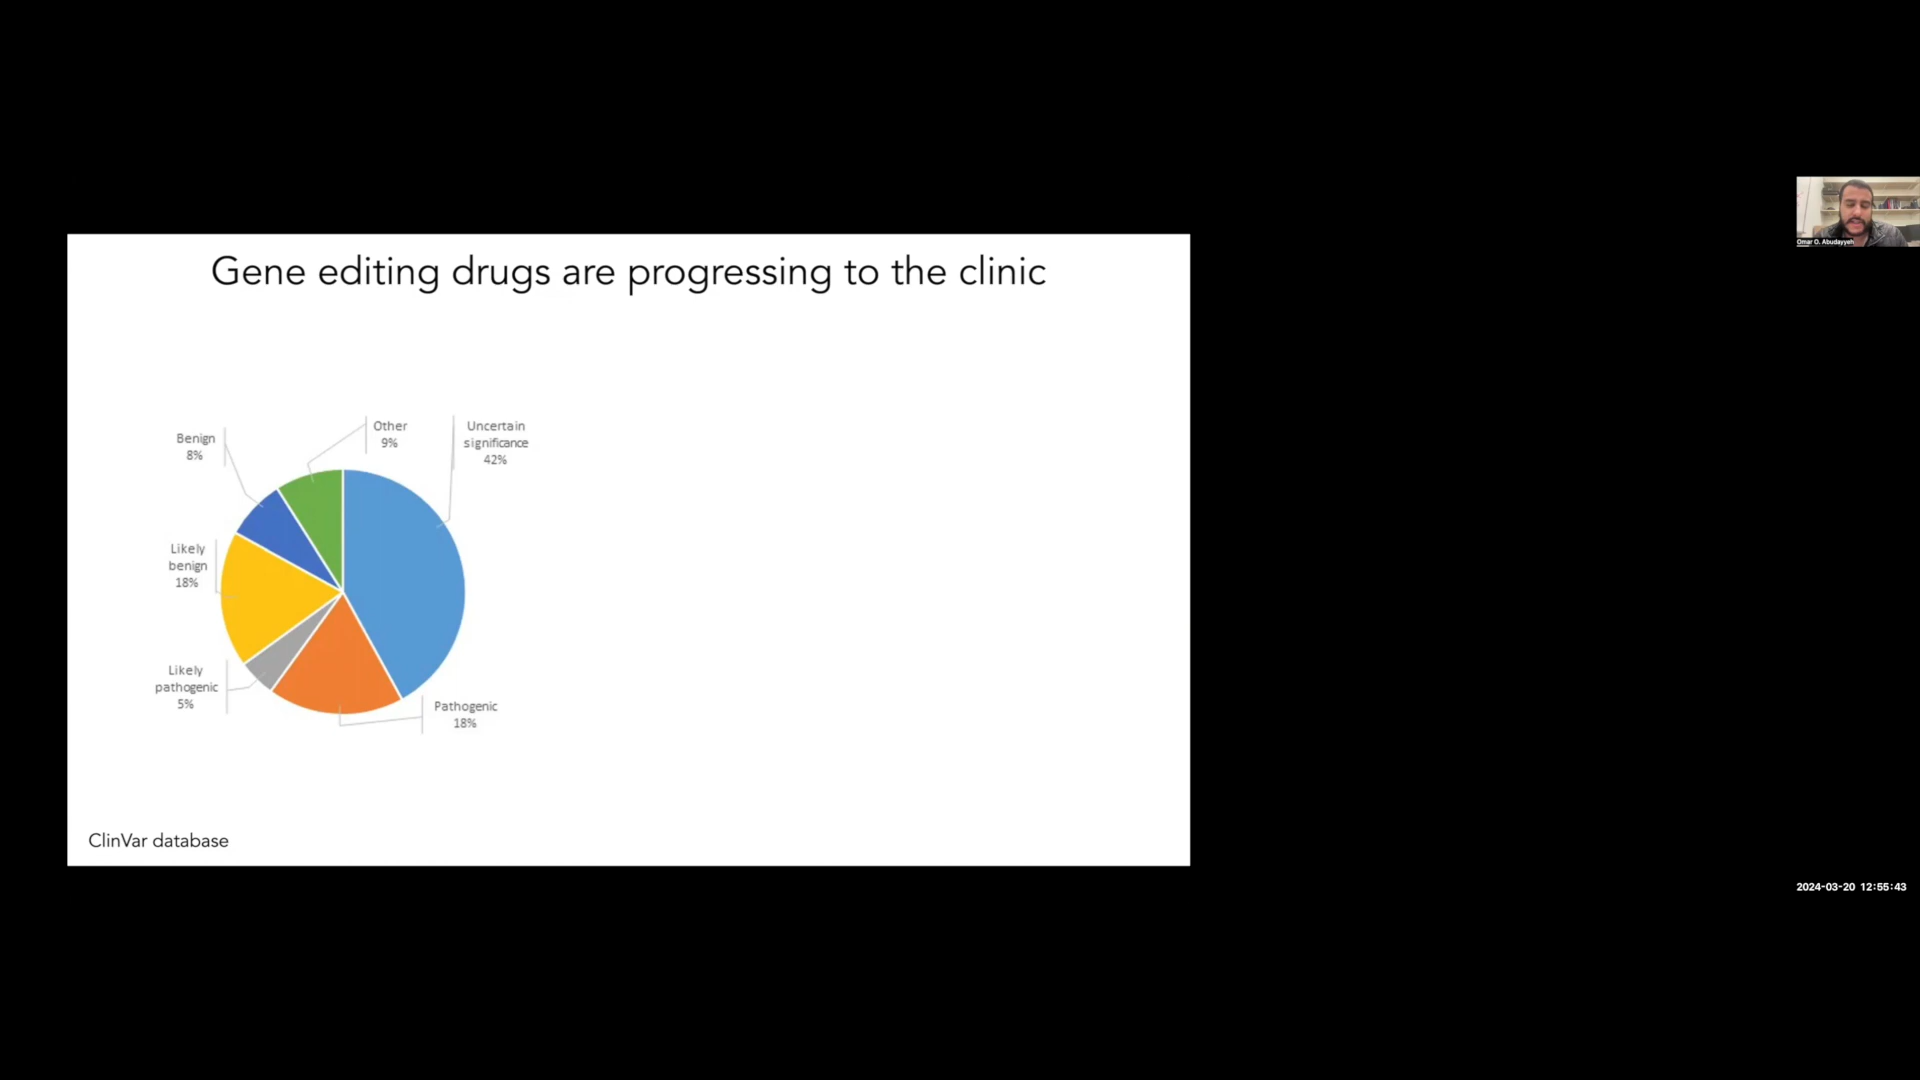 Gene editing drugs are progressing to the clinic
Benign
8%
Other
9%
Uncertain
significance
42%
Likely
benign
18%
Likely
pathogenic
5%
Pathogenic
18%
ClinVar database
Omar O. Abudayyeh
2024-03-20 12:55:43